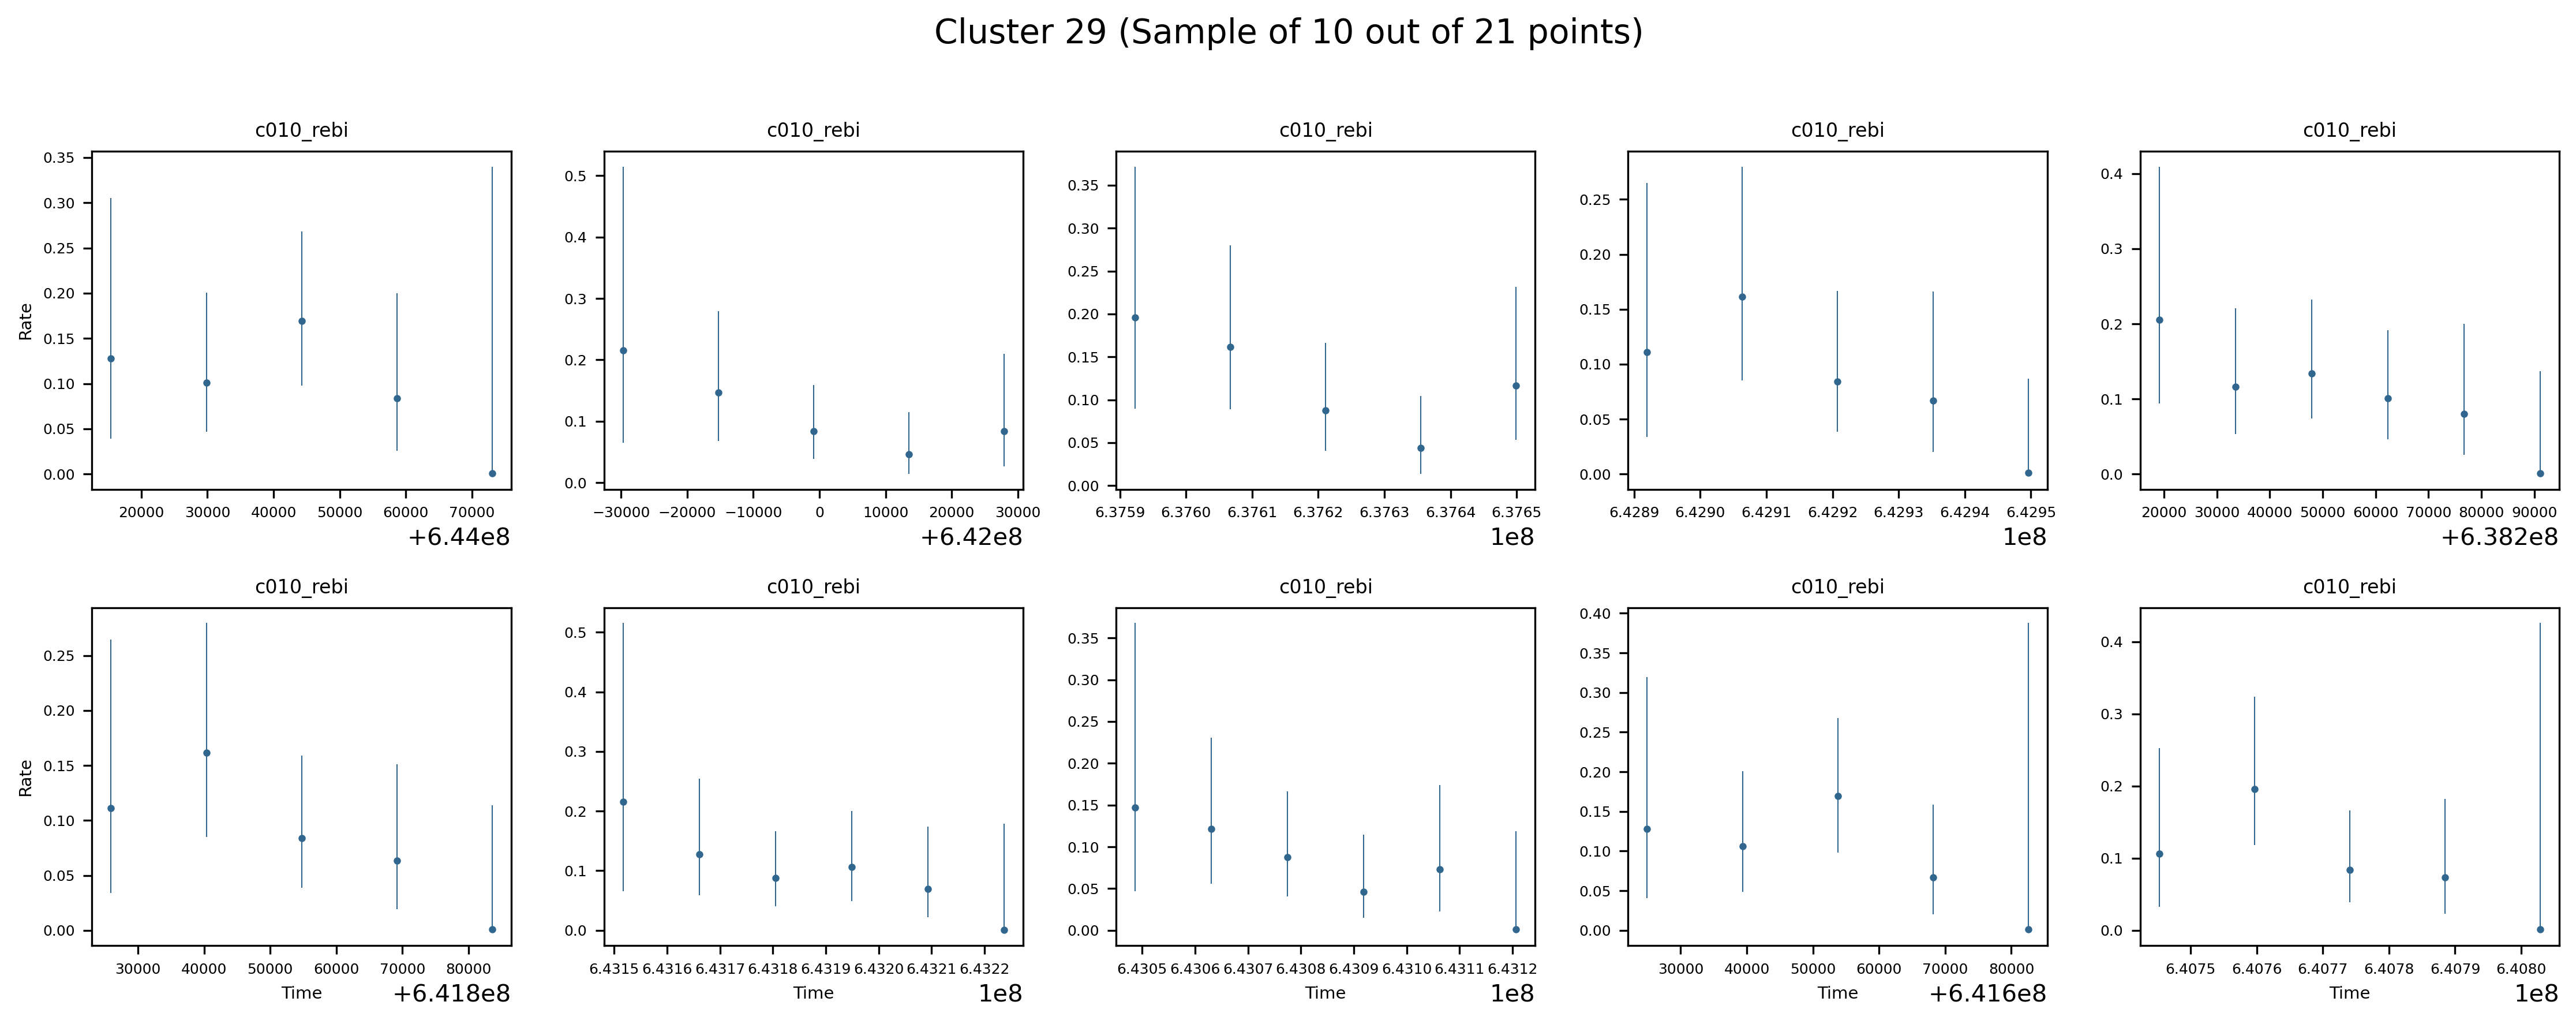 Cluster 29 (Sample of 10 out of 21 points)
c010_rebi c010_rebi c010_rebi c010_rebi c010_rebi
Rate
0.35
0.30
0.25
0.20
0.15
0.10
0.05
0.00
20000 30000 40000 50000 60000 70000
+6.44e8
0.5
0.4
0.3
0.2
0.1
0.0
−30000 −20000 −10000 0 10000 20000 30000
+6.42e8
0.35
0.30
0.25
0.20
0.15
0.10
0.05
0.00
6.3759 6.3760 6.3761 6.3762 6.3763 6.3764 6.3765
1e8
0.25
0.20
0.15
0.10
0.05
0.00
6.4289 6.4290 6.4291 6.4292 6.4293 6.4294 6.4295
1e8
0.4
0.3
0.2
0.1
0.0
20000 30000 40000 50000 60000 70000 80000 90000
+6.382e8
c010_rebi c010_rebi c010_rebi c010_rebi c010_rebi
Rate
0.25
0.20
0.15
0.10
0.05
0.00
30000 40000 50000 60000 70000 80000
Time
+6.418e8
0.5
0.4
0.3
0.2
0.1
0.0
6.4315 6.4316 6.4317 6.4318 6.4319 6.4320 6.4321 6.4322
Time
1e8
0.35
0.30
0.25
0.20
0.15
0.10
0.05
0.00
6.4305 6.4306 6.4307 6.4308 6.4309 6.4310 6.4311 6.4312
Time
1e8
0.40
0.35
0.30
0.25
0.20
0.15
0.10
0.05
0.00
30000 40000 50000 60000 70000 80000
Time
+6.416e8
0.4
0.3
0.2
0.1
0.0
6.4075 6.4076 6.4077 6.4078 6.4079 6.4080
Time
1e8